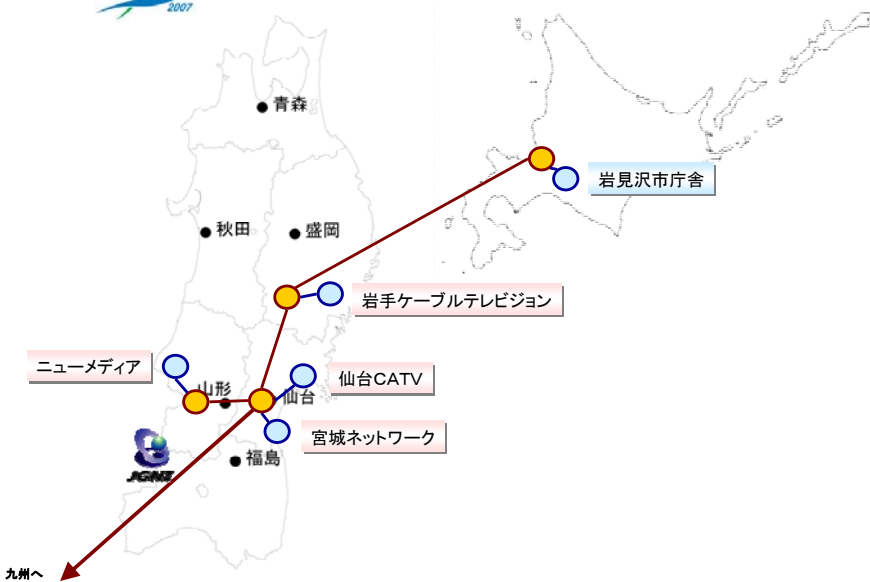 2007
青森
岩見沢市庁舎
秋田
盛岡
岩手ケーブルテレビジョン
ニューメディア
仙台CATV
山形
仙台
宮城ネットワーク
福島
JGN2
九州へ